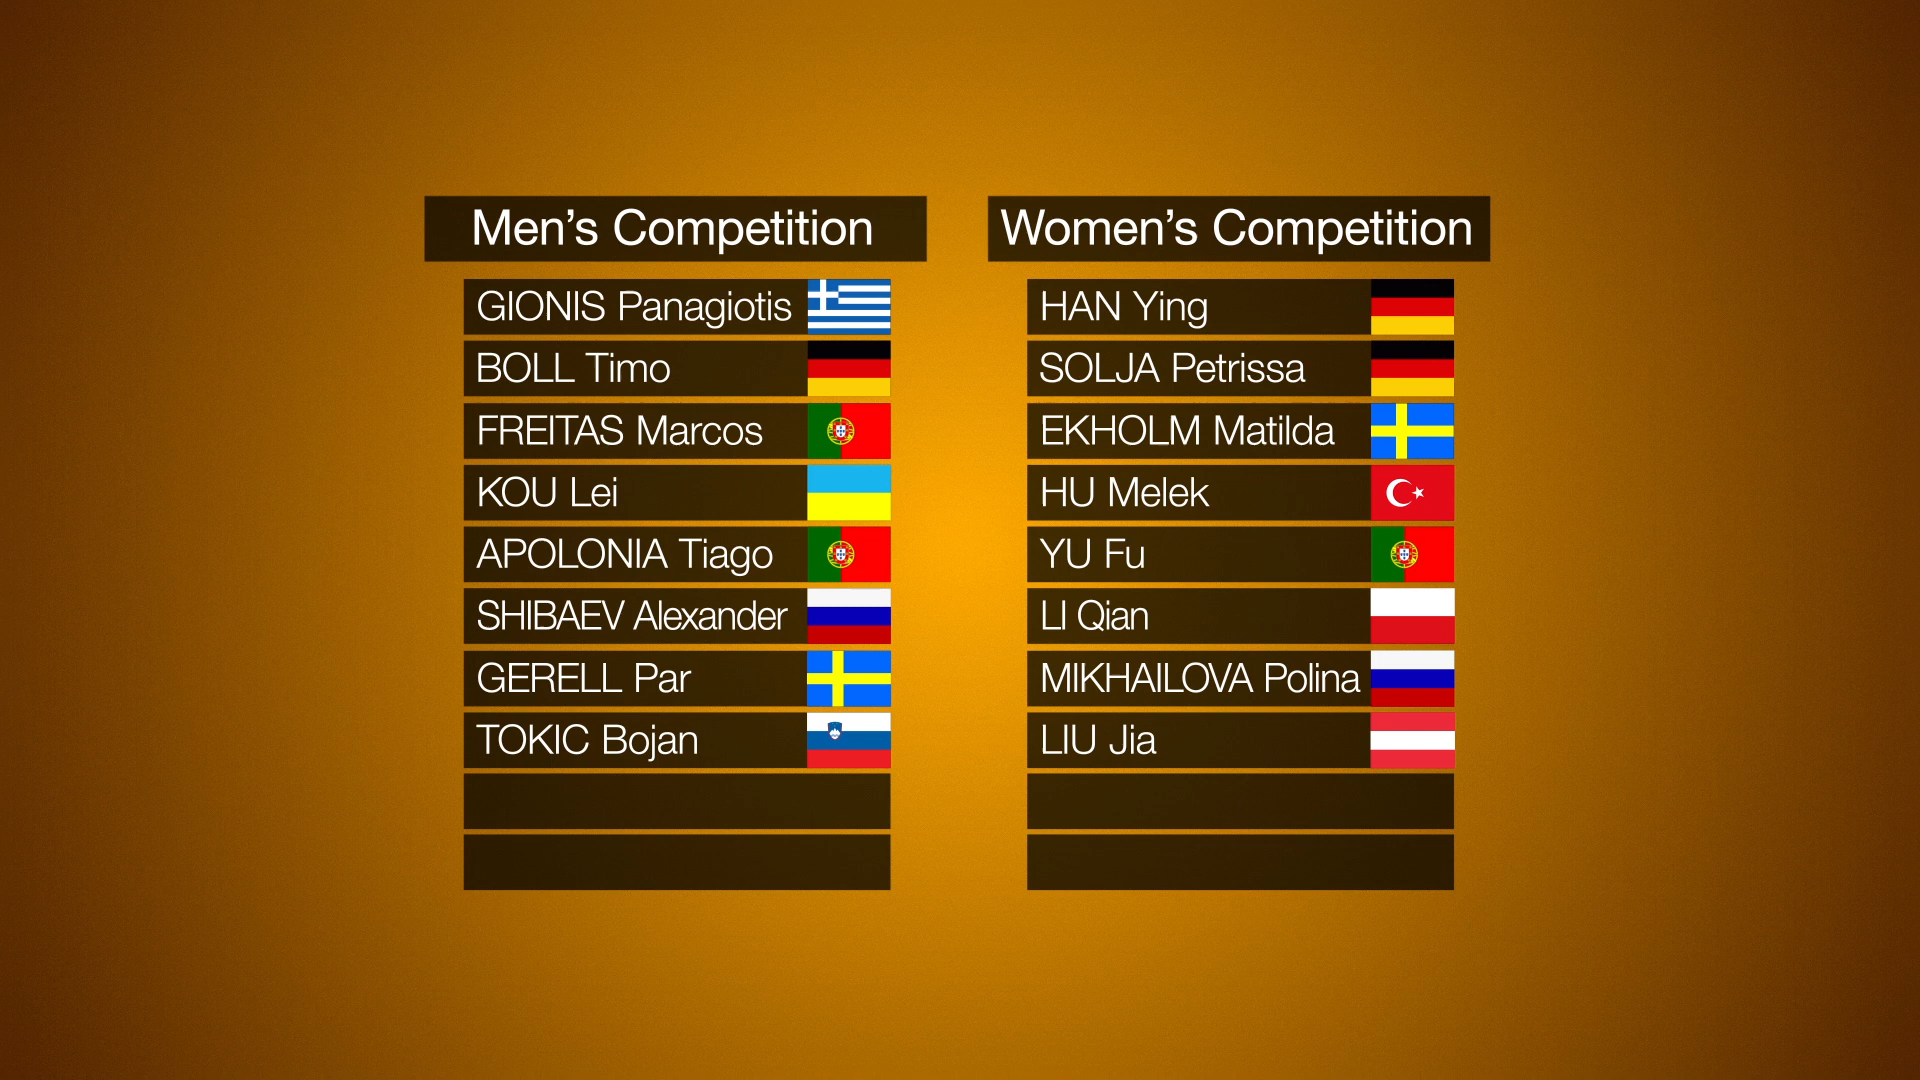 Men’s Competition
GIONIS Panagiotis
BOLL Timo
FREITAS Marcos
KOU Lei
APOLONIA Tiago
SHIBAEV Alexander
GERELL Par
TOKIC Bojan
Women’s Competition
HAN Ying
SOLJA Petrissa
EKHOLM Matilda
HU Melek
YU Fu
LI Qian
MIKHAILOVA Polina
LIU Jia